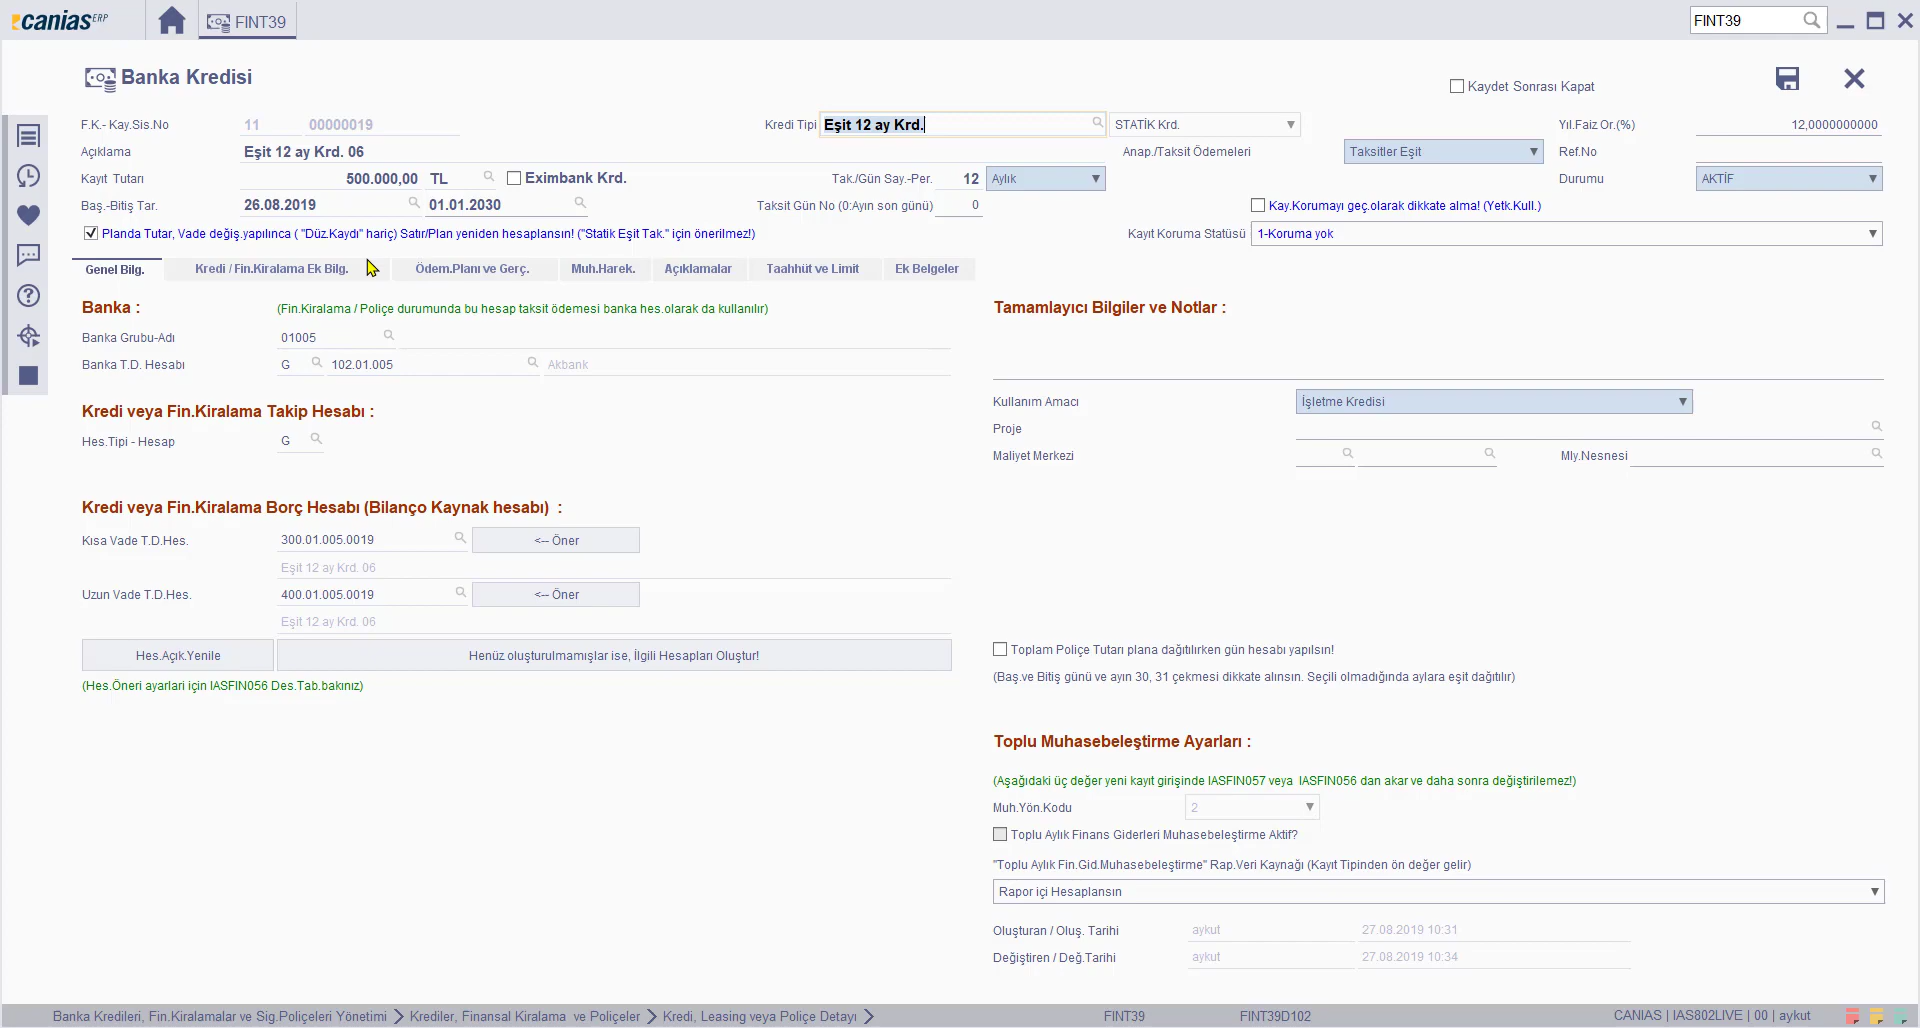 canias ERP
FINT39
FINT39
Banka Kredisi
Kaydet Sonrası Kapat
F.K.- Kay.Sis.No 11 00000019
Kredi Tipi Eşit 12 ay Krd. STATİK Krd.
Yıl.Faiz Or.(%) 12,0000000000
Açıklama Eşit 12 ay Krd. 06
Anap./Taksit Ödemeleri Taksitler Eşit
Ref.No
Kayıt Tutarı 500.000,00 TL Eximbank Krd.
Tak./Gün Say.-Per. 12 Aylık
Durumu AKTİF
Baş.-Bitiş Tar. 26.08.2019 01.01.2030
Taksit Gün No (0:Ayın son günü) 0
Kay.Korumayı geç.olarak dikkate alma! (Yetk.Kull.)
Planda Tutar, Vade değiş.yapılınca ( "Düz.Kaydı" hariç) Satır/Plan yeniden hesaplansın! ("Statik Eşit Tak." için önerilmez!)
Kayıt Koruma Statüsü 1-Koruma yok
Genel Bilg. Kredi / Fin.Kiralama Ek Bilg. Ödem.Planı ve Gerç. Muh.Harek. Açıklamalar Taahhüt ve Limit Ek Belgeler
Banka : (Fin.Kiralama / Poliçe durumunda bu hesap taksit ödemesi banka hes.olarak da kullanılır)
Banka Grubu-Adı 01005
Banka T.D. Hesabı G 102.01.005 Akbank
Kredi veya Fin.Kiralama Takip Hesabı :
Hes.Tipi - Hesap G
Kredi veya Fin.Kiralama Borç Hesabı (Bilanço Kaynak hesabı) :
Kısa Vade T.D.Hes. 300.01.005.0019 <-- Öner
Eşit 12 ay Krd. 06
Uzun Vade T.D.Hes. 400.01.005.0019 <-- Öner
Eşit 12 ay Krd. 06
Hes.Açık.Yenile Henüz oluşturulmamışlar ise, İlgili Hesapları Oluştur!
(Hes.Öneri ayarlari için IASFIN056 Des.Tab.bakınız)
Tamamlayıcı Bilgiler ve Notlar :
Kullanım Amacı İşletme Kredisi
Proje
Maliyet Merkezi Mly.Nesnesi
Toplam Poliçe Tutarı plana dağıtılırken gün hesabı yapılsın!
(Baş.ve Bitiş günü ve ayın 30, 31 çekmesi dikkate alınsın. Seçili olmadığında aylara eşit dağıtılır)
Toplu Muhasebeleştirme Ayarları :
(Aşağıdaki üç değer yeni kayıt girişinde IASFIN057 veya IASFIN056 dan akar ve daha sonra değiştirilemez!)
Muh.Yön.Kodu 2
Toplu Aylık Finans Giderleri Muhasebeleştirme Aktif?
"Toplu Aylık Fin.Gid.Muhasebeleştirme" Rap.Veri Kaynağı (Kayıt Tipinden ön değer gelir)
Rapor içi Hesaplansın
Oluşturan / Oluş. Tarihi aykut 27.08.2019 10:31
Değiştiren / Değ.Tarihi aykut 27.08.2019 10:34
Banka Kredileri, Fin.Kiralamalar ve Sig.Poliçeleri Yönetimi Krediler, Finansal Kiralama ve Poliçeler Kredi, Leasing veya Poliçe Detayı FINT39 FINT39D102 CANIAS | IAS802LIVE | 00 | aykut